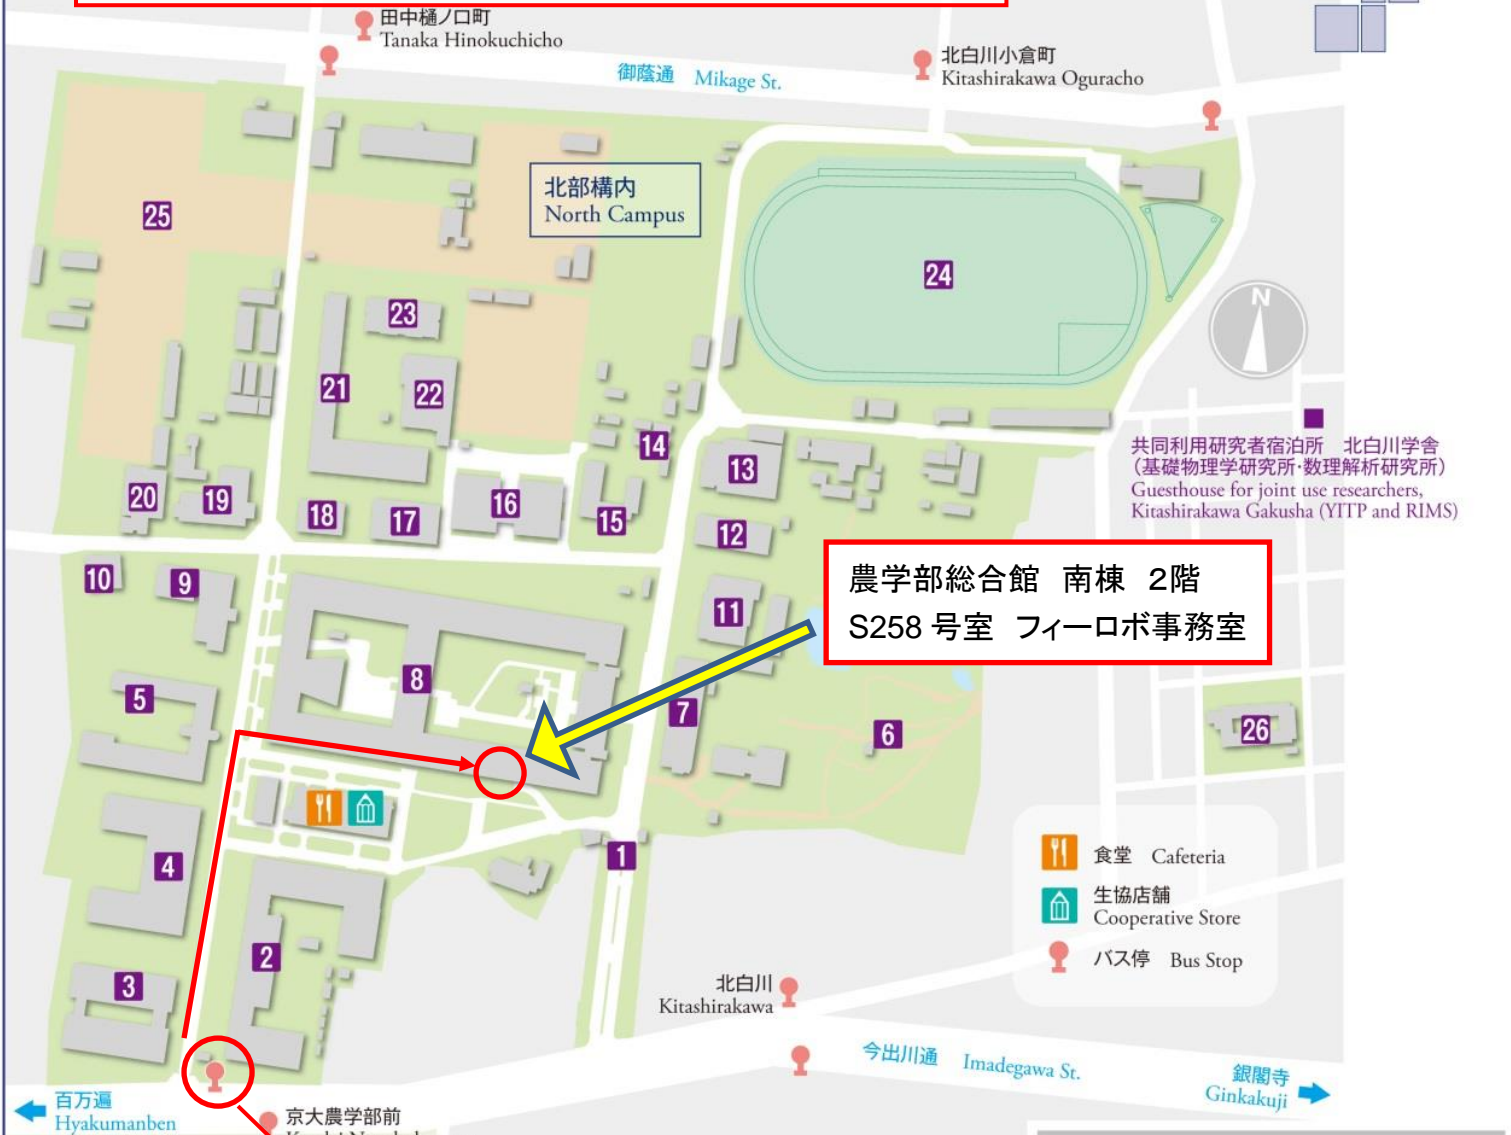 田中樋ノ口町
Tanaka Hinokuchicho
北白川小倉町
Kitashirakawa Oguracho
御蔭通 Mikage St.
北部構内
North Campus
25
24
N
23
21
22
共同利用研究者宿泊所 北白川学舎
(基礎物理学研究所・数理解析研究所)
Guesthouse for joint use researchers,
Kitashirakawa Gakusha (YITP and RIMS)
14
13
20
19
18
17
16
15
12
10
9
11
農学部総合館 南棟 2階
S258 号室 フィーロボ事務室
8
5
7
6
26
1
4
食堂 Cafeteria
生協店舗
Cooperative Store
バス停 Bus Stop
2
3
北白川
Kitashirakawa
今出川通 Imadegawa St.
銀閣寺
Ginkakuji
百万遍
Hyakumanben
京大農学部前